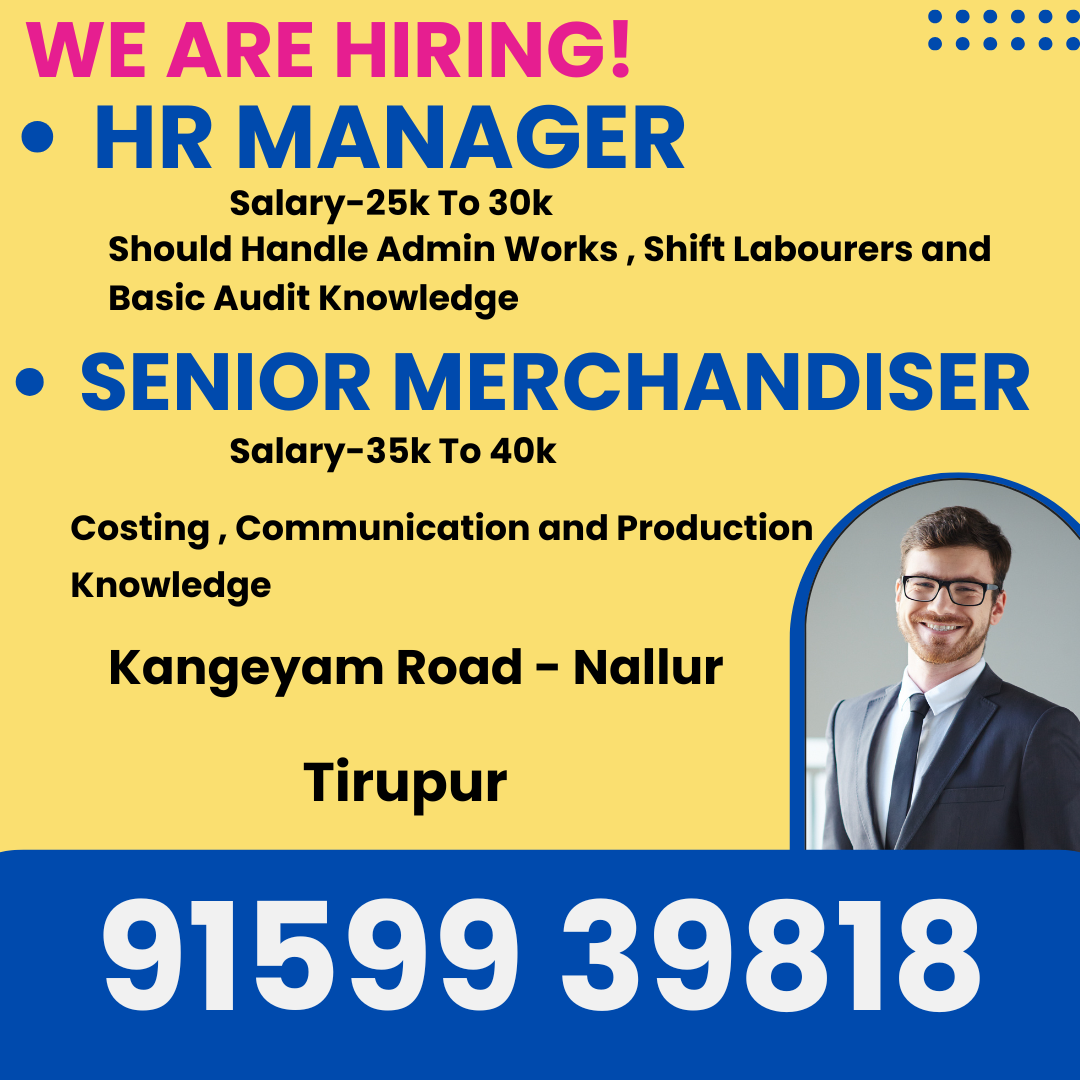 WE ARE HIRING!
• HR MANAGER
Salary-25k To 30k
Should Handle Admin Works , Shift Labourers and
Basic Audit Knowledge
• SENIOR MERCHANDISER
Salary-35k To 40k
Costing , Communication and Production
Knowledge
Kangeyam Road - Nallur
Tirupur
91599 39818